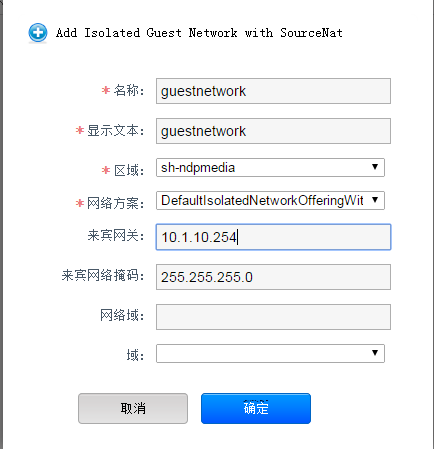 Add Isolated Guest Network with SourceNat
*名称: guestnetwork
*显示文本: guestnetwork
*区域: sh-ndpmedia
*网络方案: DefaultIsolatedNetworkOfferingWit
来宾网关: 10.1.10.254
来宾网络掩码: 255.255.255.0
网络域:
域:
取消 确定